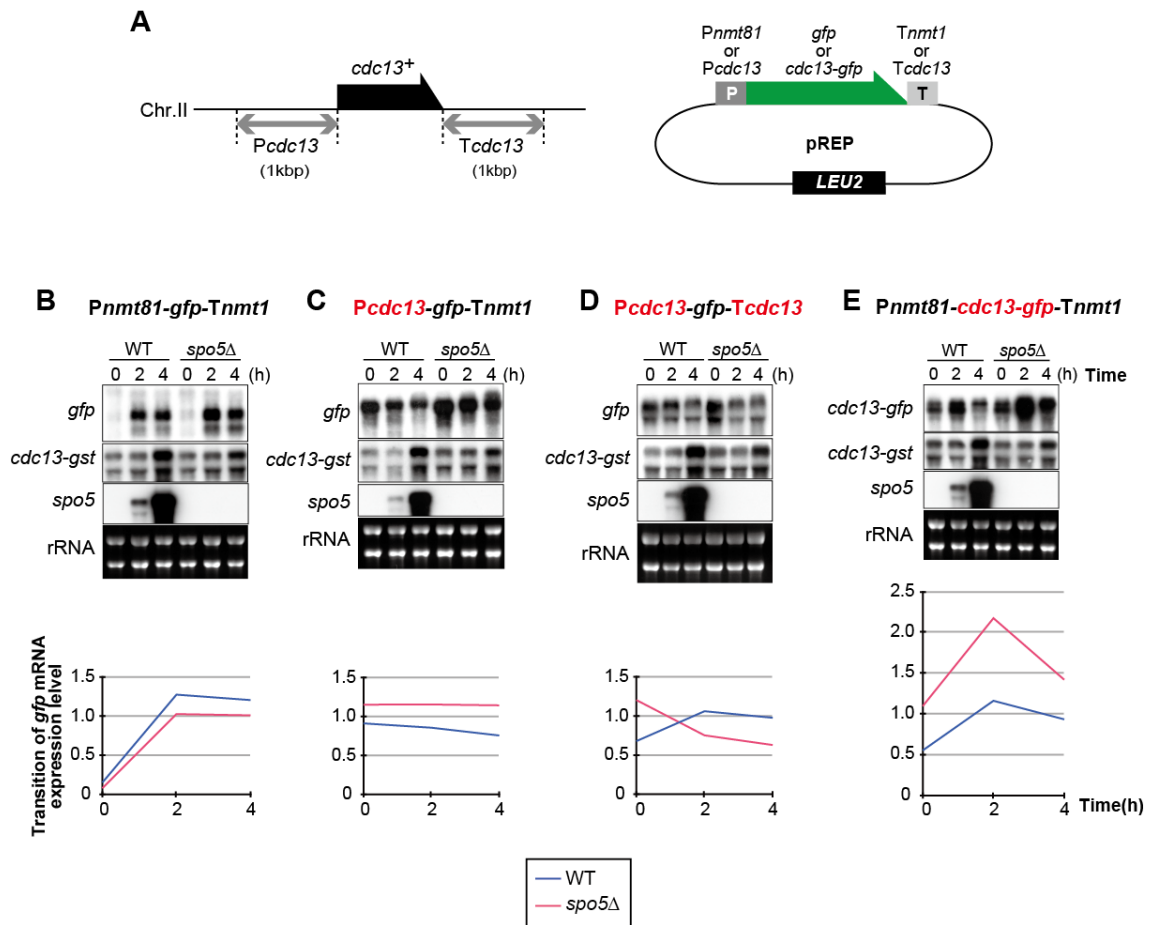 A
cdc13+
Chr.II
Pcdc13
(1kbp)
Tcdc13
(1kbp)
Pnmt81
or
Pcdc13
gfp
or
cdc13-gfp
Tnmt1
or
Tcdc13
P
T
pREP
LEU2
B
Pnmt81-gfp-Tnmt1
WT spo5Δ
0 2 4 0 2 4 (h)
gfp
cdc13-gst
spo5
rRNA
C
Pcdc13-gfp-Tnmt1
WT spo5Δ
0 2 4 0 2 4 (h)
gfp
cdc13-gst
spo5
rRNA
D
Pcdc13-gfp-Tcdc13
WT spo5Δ
0 2 4 0 2 4 (h)
gfp
cdc13-gst
spo5
rRNA
E
Pnmt81-cdc13-gfp-Tnmt1
WT spo5Δ
0 2 4 0 2 4 (h) Time
cdc13-gfp
cdc13-gst
spo5
rRNA
Transition of gfp mRNA
expression lelvel
1.5
1.0
0.5
0
0 2 4
1.5
1.0
0.5
0
0 2 4
1.5
1.0
0.5
0
0 2 4
2.5
2.0
1.5
1.0
0.5
0
0 2 4 Time(h)
WT
spo5Δ